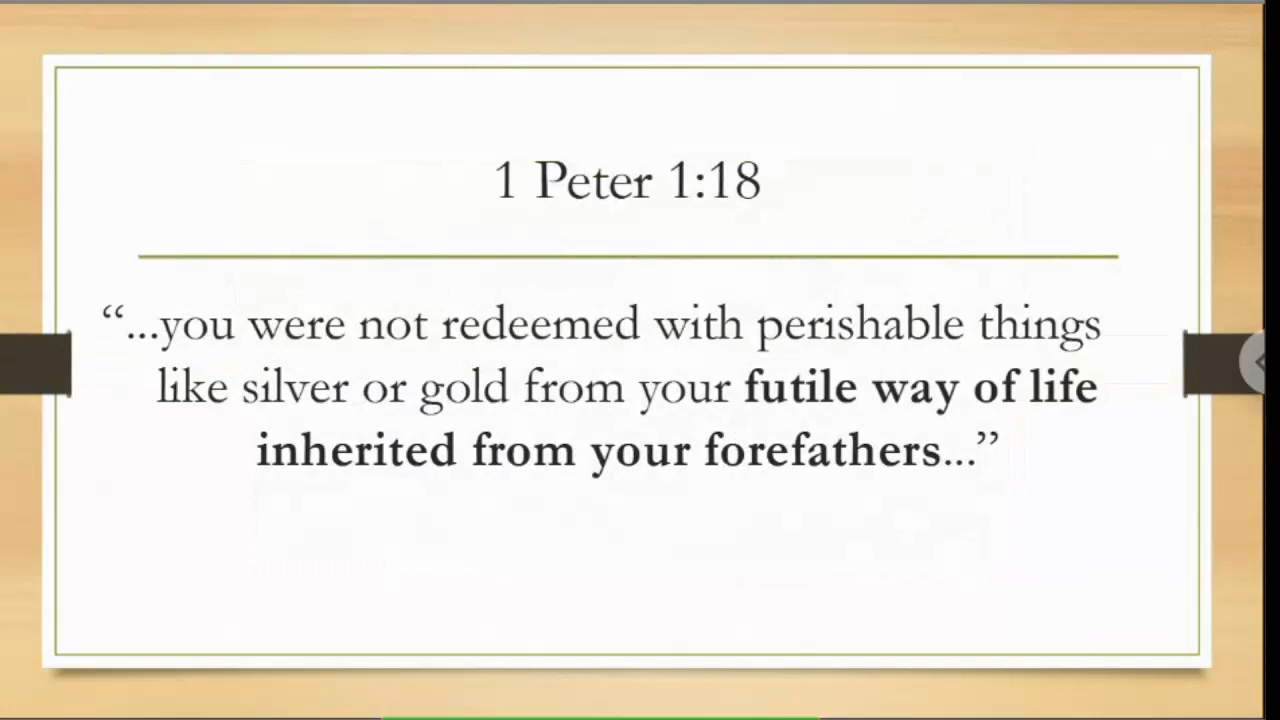 1 Peter 1:18
“...you were not redeemed with perishable things
like silver or gold from your futile way of life
inherited from your forefathers...”